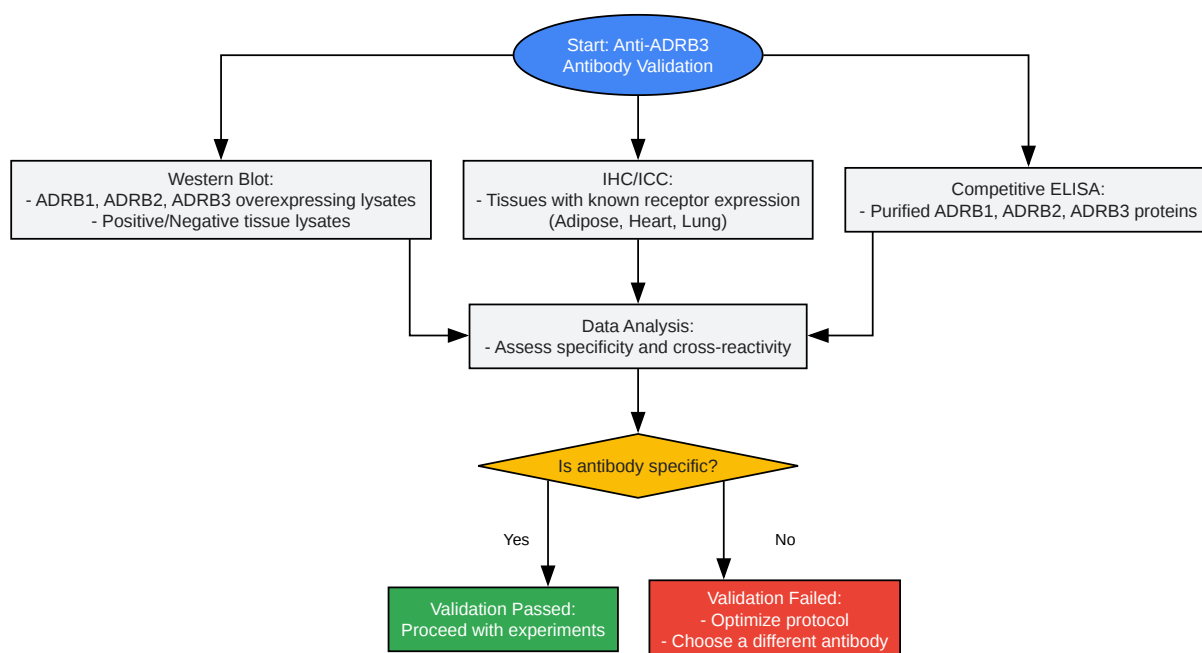 Start: Anti-ADRB3
Antibody Validation
Western Blot:
- ADRB1, ADRB2, ADRB3 overexpressing lysates
- Positive/Negative tissue lysates
IHC/ICC:
- Tissues with known receptor expression
(Adipose, Heart, Lung)
Competitive ELISA:
- Purified ADRB1, ADRB2, ADRB3 proteins
Data Analysis:
- Assess specificity and cross-reactivity
Is antibody specific?
Yes
No
Validation Passed:
Proceed with experiments
Validation Failed:
- Optimize protocol
- Choose a different antibody